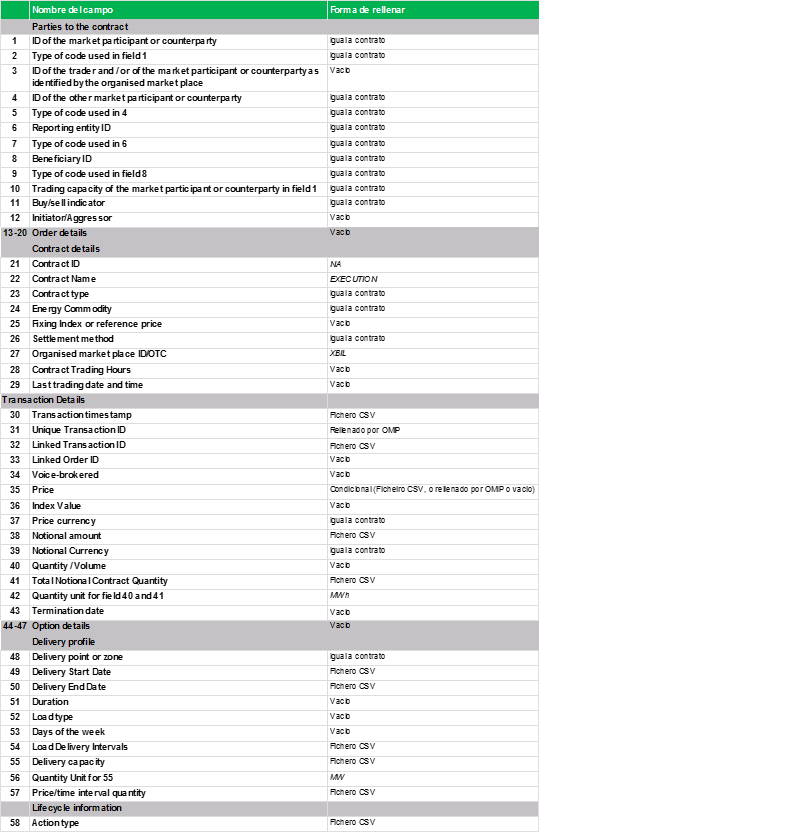 Nombre del campo Forma de rellenar
Parties to the contract
1 ID of the market participant or counterparty Igual a contrato
2 Type of code used in field 1 Igual a contrato
3 ID of the trader and / or of the market participant or counterparty as Vacío
identified by the organised market place
4 ID of the other market participant or counterparty Igual a contrato
5 Type of code used in 4 Igual a contrato
6 Reporting entity ID Igual a contrato
7 Type of code used in 6 Igual a contrato
8 Beneficiary ID Igual a contrato
9 Type of code used in field 8 Igual a contrato
10 Trading capacity of the market participant or counterparty in field 1 Igual a contrato
11 Buy/sell indicator Igual a contrato
12 Initiator/Aggressor Vacío
13-20 Order details Vacío
Contract details
21 Contract ID NA
22 Contract Name EXECUTION
23 Contract type Igual a contrato
24 Energy Commodity Igual a contrato
25 Fixing Index or reference price Vacío
26 Settlement method Igual a contrato
27 Organised market place ID/OTC XBIL
28 Contract Trading Hours Vacío
29 Last trading date and time Vacío
Transaction Details
30 Transaction timestamp Fichero CSV
31 Unique Transaction ID Rellenado por OMIP
32 Linked Transaction ID Fichero CSV
33 Linked Order ID Vacío
34 Voice-brokered Vacío
35 Price Condicional (Ficheiro CSV, o rellenado por OMIP o vacío)
36 Index Value Vacío
37 Price currency Igual a contrato
38 Notional amount Fichero CSV
39 Notional Currency Igual a contrato
40 Quantity / Volume Vacío
41 Total Notional Contract Quantity Fichero CSV
42 Quantity unit for field 40 and 41 MWh
43 Termination date Vacío
44-47 Option details Vacío
Delivery profile
48 Delivery point or zone Igual a contrato
49 Delivery Start Date Fichero CSV
50 Delivery End Date Fichero CSV
51 Duration Vacío
52 Load type Vacío
53 Days of the week Vacío
54 Load Delivery Intervals Fichero CSV
55 Delivery capacity Fichero CSV
56 Quantity Unit for 55 MW
57 Price/time interval quantity Fichero CSV
Lifecycle information
58 Action type Fichero CSV